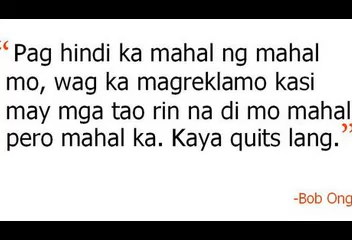 “Pag hindi ka mahal ng mahal
mo, wag ka magreklamo kasi
may mga tao rin na di mo mahal
pero mahal ka. Kaya quits lang.”
-Bob Ong